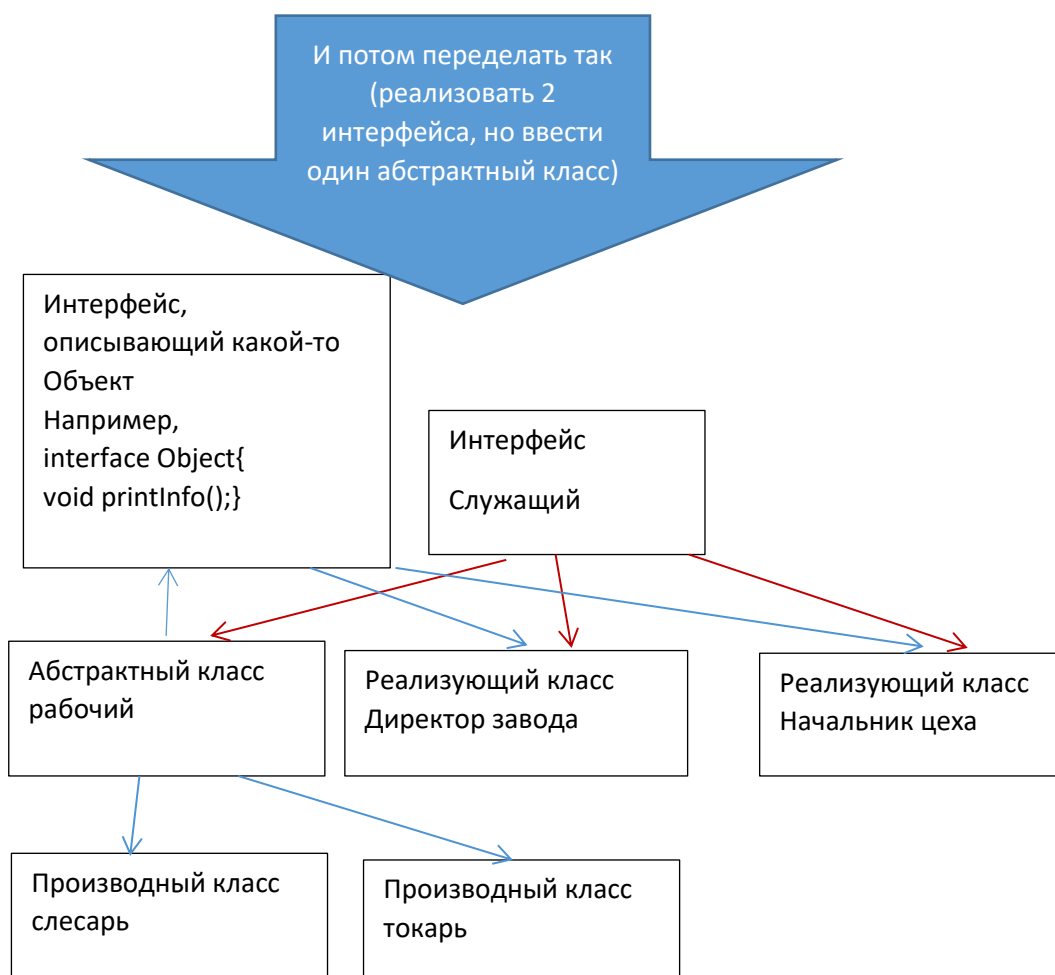 И потом переделать так
(реализовать 2
интерфейса, но ввести
один абстрактный класс)
Интерфейс,
описывающий какой-то
Объект
Например,
interface Object{
void printInfo();}
Интерфейс
Служащий
Абстрактный класс
рабочий
Реализующий класс
Директор завода
Реализующий класс
Начальник цеха
Производный класс
слесарь
Производный класс
токарь